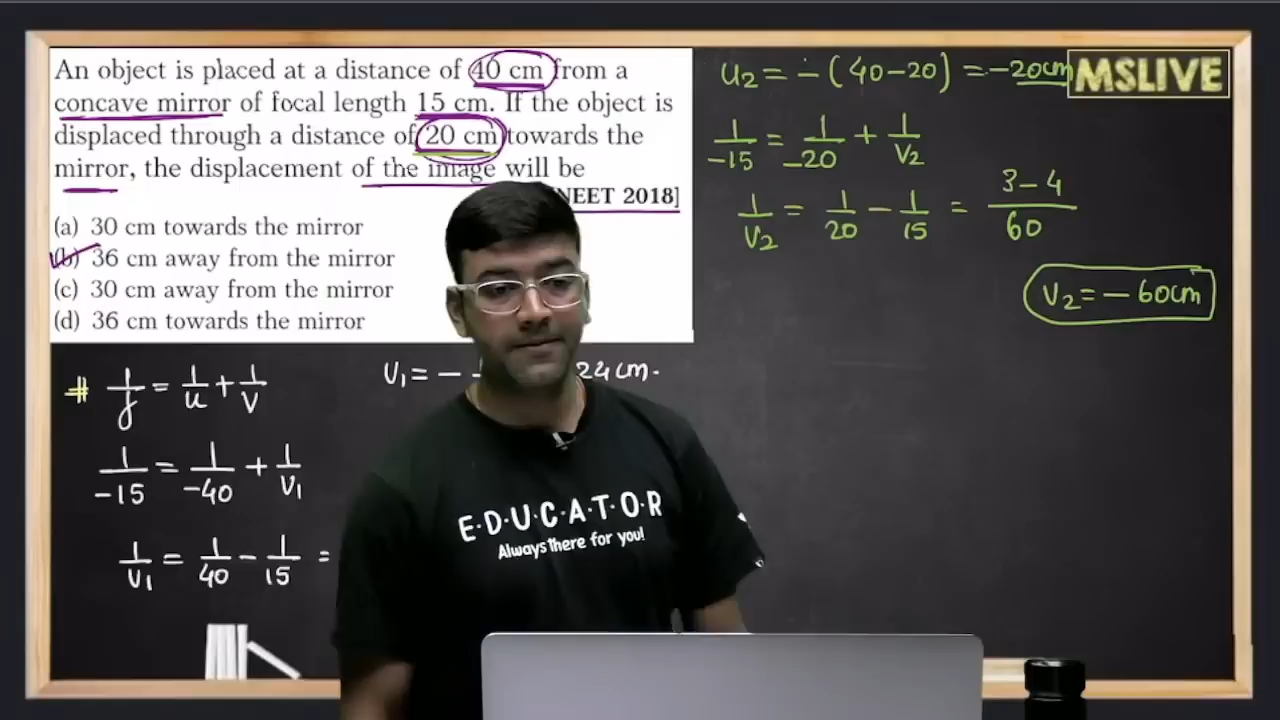 An object is placed at a distance of 40 cm from a
concave mirror of focal length 15 cm. If the object is
displaced through a distance of 20 cm towards the
mirror, the displacement of the image will be
NEET 2018]
(a) 30 cm towards the mirror
(b) 36 cm away from the mirror
(c) 30 cm away from the mirror
(d) 36 cm towards the mirror
# 1/f = 1/u + 1/v
1/-15 = 1/-40 + 1/v₁
1/v₁ = 1/40 - 1/15 =
24 cm.
u₂ = -(40-20) = -20cm
1/-15 = 1/-20 + 1/v₂
1/v₂ = 1/20 - 1/15 = 3-4/60
v₂ = - 60cm
MSLIVE
E·D·U·C·A·T·O·R
Always There for you!